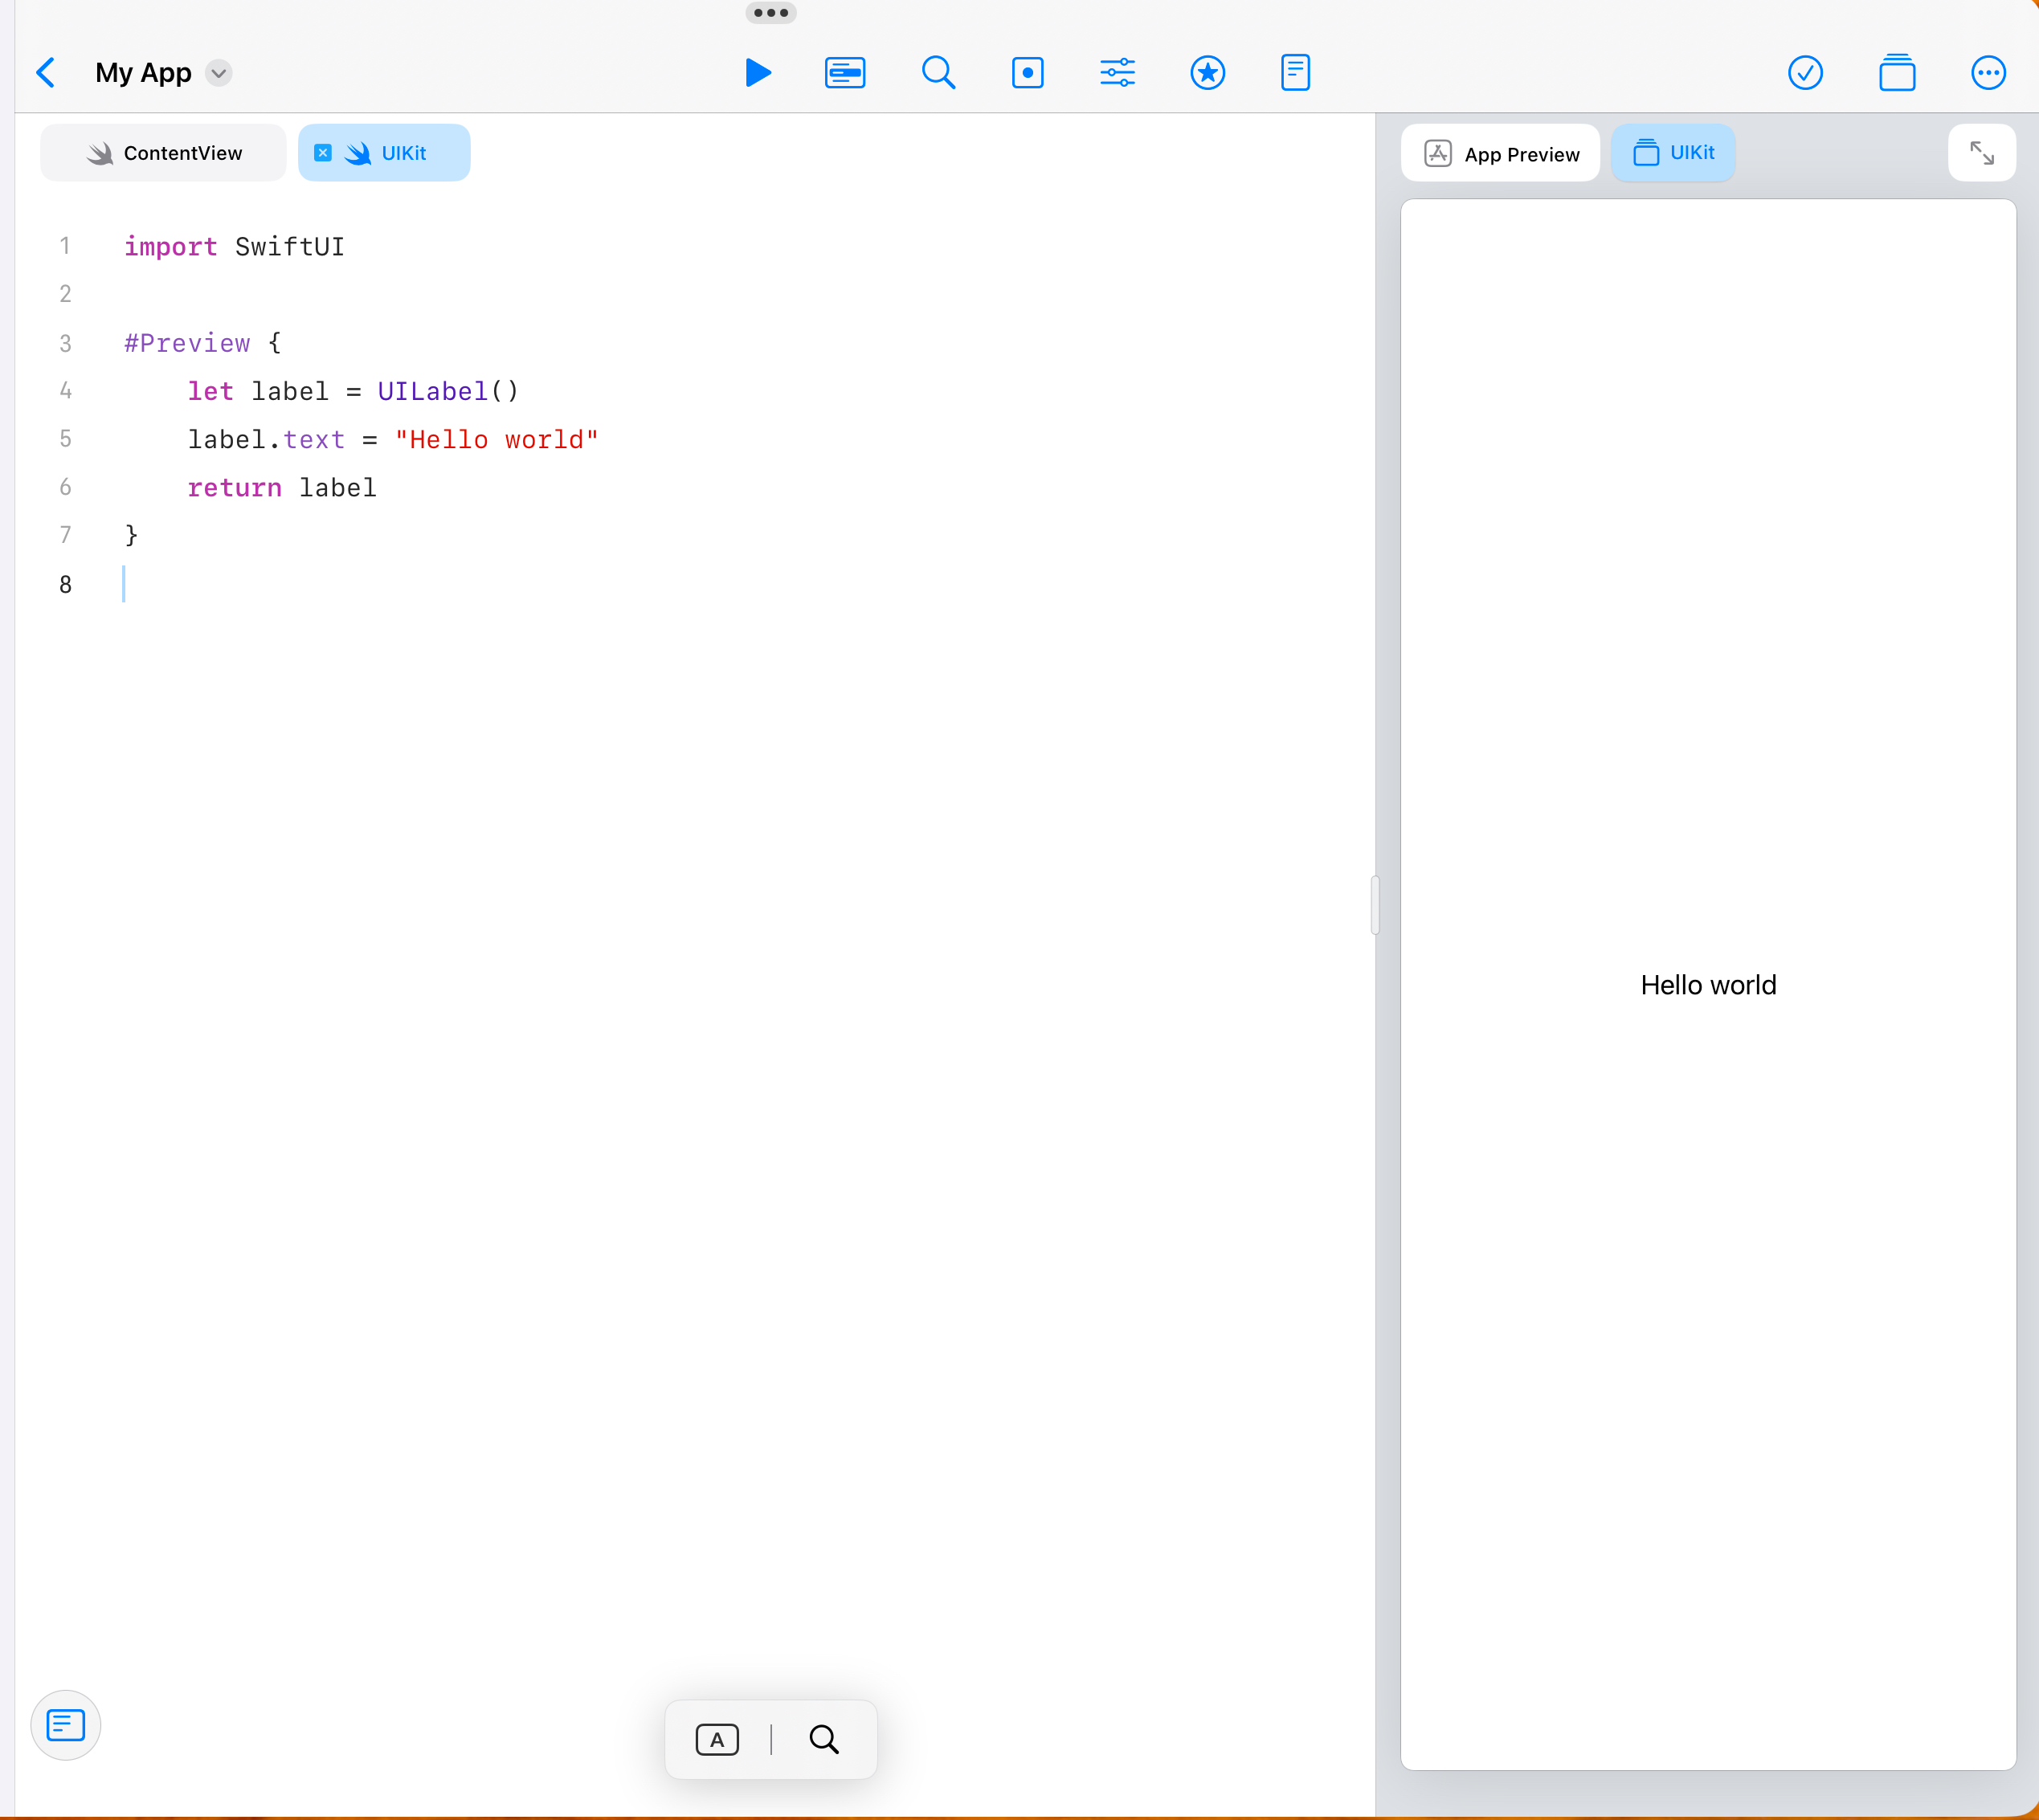 My App
ContentView
UIKit
App Preview
UIKit
1 import SwiftUI
2
3 #Preview {
4 let label = UILabel()
5 label.text = "Hello world"
6 return label
7 }
8
Hello world
A